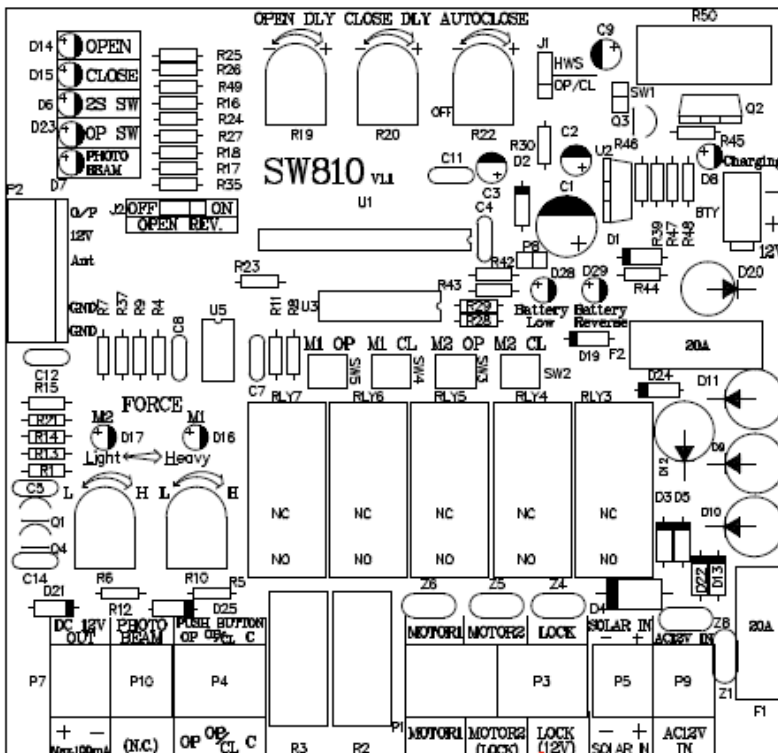 OPEN DLY CLOSE DLY AUTOCLOSE
D14 OPEN
D15 CLOSE
D6 2S SW
D23 OP SW
PHOTO BEAM
D7
R25
R26
R49
R16
R24
R27
R18
R17
R35
R19
R20
OFF
R22
J1
HWS
OP/CL
C9
R50
SW1
Q3
Q2
R45
R46
D8
Charging
BTY
12V
SW810 V1.1
U1
C11
C3
D2
R30
C2
U2
C1
C4
P8
D1
R39
R47
R48
R44
D20
P2
O/P
12V
Ant
GND
GND
J2 OFF ON
OPEN REV.
R23
R42
R43
U3
R29
R28
D28
Battery Low
D29
Battery Reverse
D19
F2
20A
R7
R37
R9
R4
C8
U5
R11
R8
C7
M1 OP M1 CL M2 OP M2 CL
SW5
SW4
SW3
SW2
C12
R15
R21
R14
R13
R1
C5
Q1
Q4
C14
FORCE
M2
D17
M1
D16
Light Heavy
L H L H
RLY7
RLY6
RLY5
RLY4
RLY3
NC NC NC NC NC
NO NO NO NO NO
D24
D11
D12
D9
D10
D3
D5
D22
D13
D21
R6
R12
R10
R5
D25
Z6
Z5
Z4
D4
Z8
Z1
20A
F1
DC 12V OUT
PHOTO BEAM
PUSH BUTTON
OP OP/CL C
MOTOR1
MOTOR2
LOCK
SOLAR IN
- +
AC12V IN
P7
P10
P4
P1
P3
P5
P9
+ -
Max100mA
(N.C.)
OP OP/CL C
R3
R2
MOTOR1
MOTOR2 (LOCK)
LOCK (12V)
- +
SOLAR IN
AC12V IN